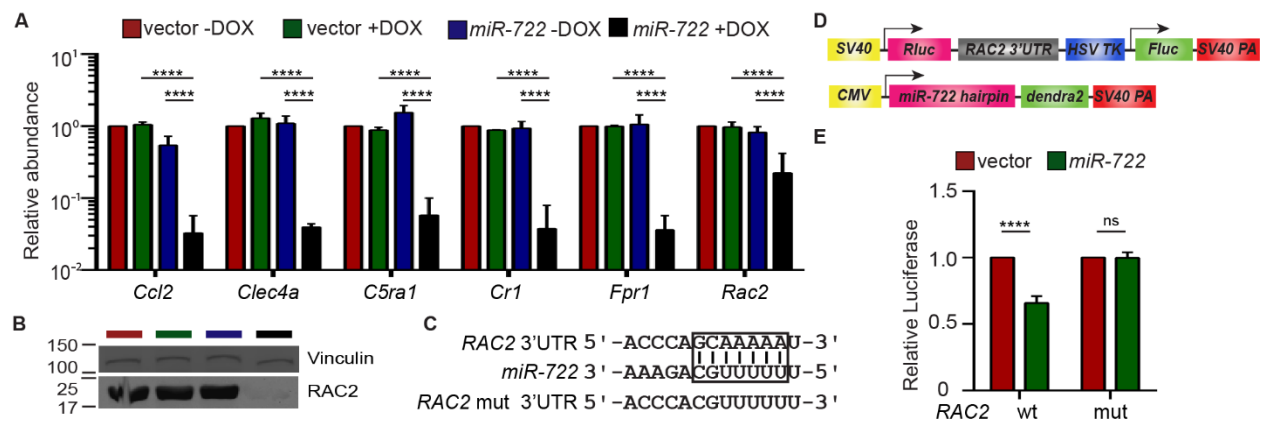 A
vector -DOX vector +DOX miR-722 -DOX miR-722 +DOX
Relative abundance
10¹
10⁰
10⁻¹
10⁻²
**** **** **** **** **** ****
**** **** **** **** **** ****
Ccl2 Clec4a C5ra1 Cr1 Fpr1 Rac2
B
150
100
Vinculin
25
17
RAC2
C
RAC2 3'UTR 5'-ACCCAGCAAAAAU-3'
miR-722 3'-AAAGACGUUUUUU-5'
RAC2 mut 3'UTR 5'-ACCCACGUUUUUU-3'
D
SV40 Rluc RAC2 3'UTR HSV TK Fluc SV40 PA
CMV miR-722 hairpin dendra2 SV40 PA
E
vector miR-722
Relative Luciferase
1.5
1.0
0.5
0
**** ns
RAC2 wt mut